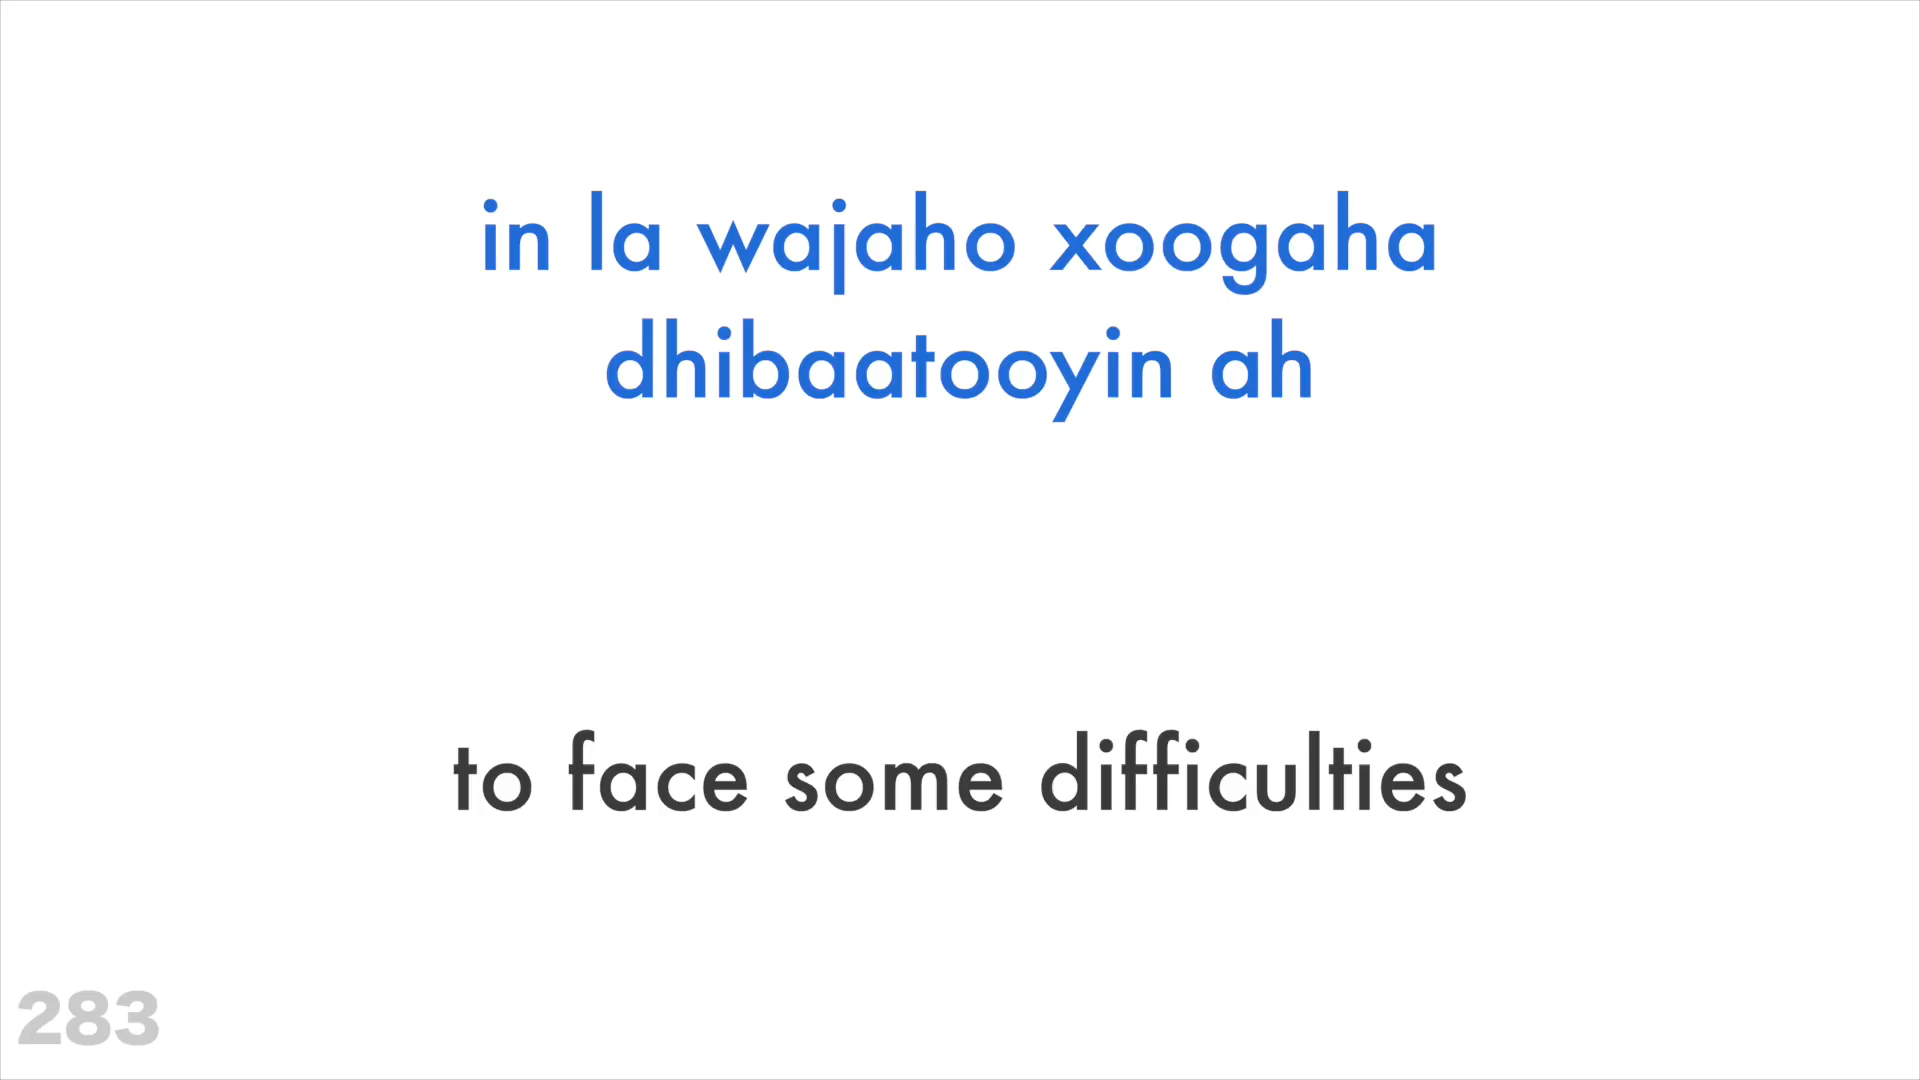 in la wajaho xoogaha
dhibaatooyin ah
to face some difficulties
283